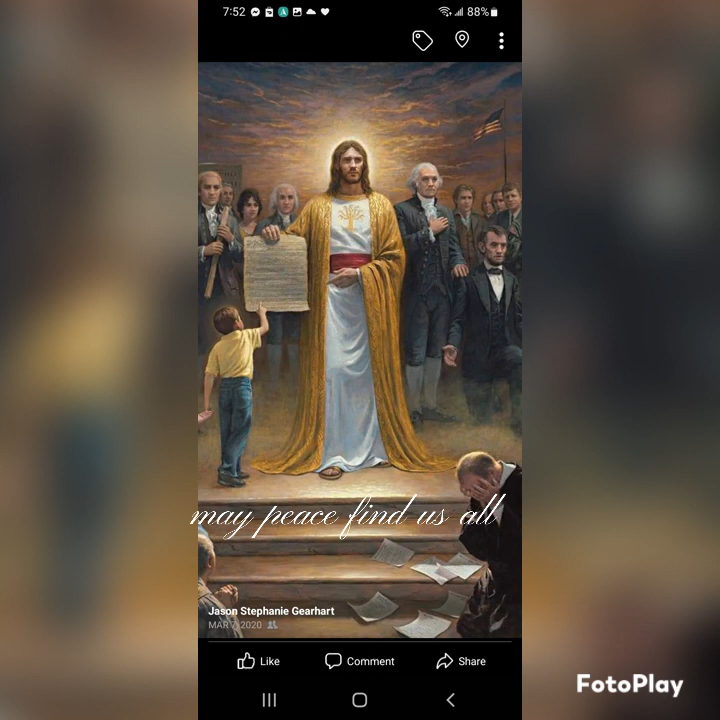 7:52
88%
may peace find us all
Jason Stephanie Gearhart
MAR 7, 2020
Like
Comment
Share
FotoPlay